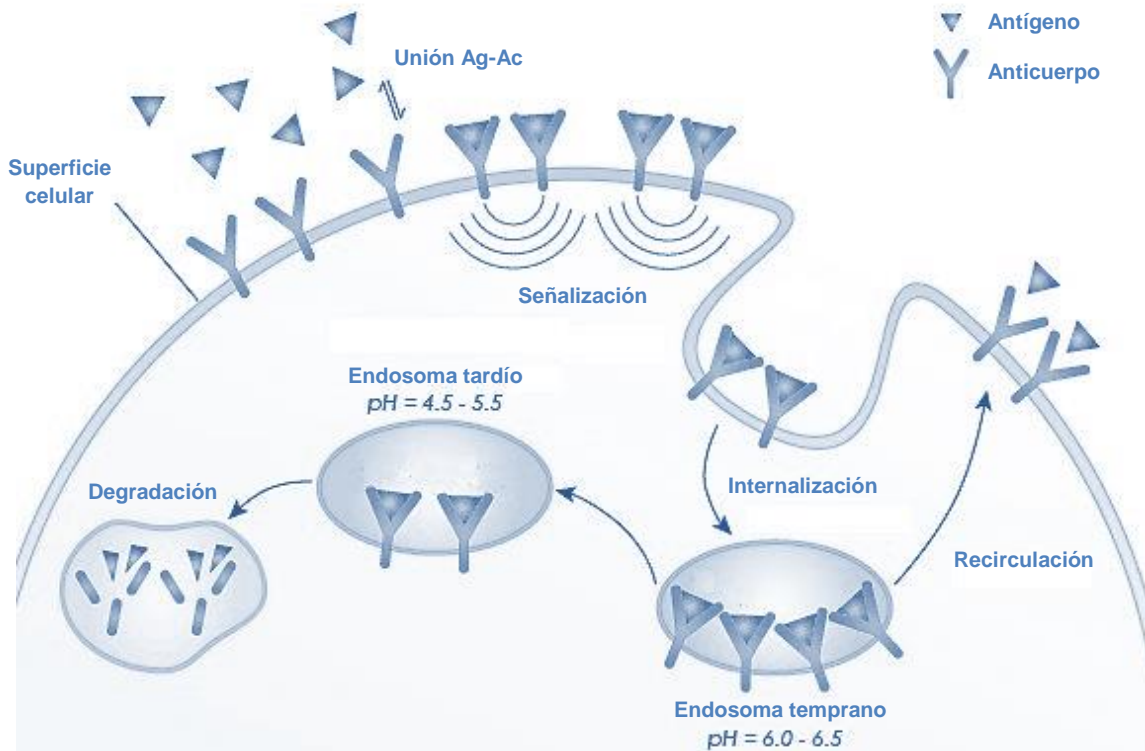 Antígeno
Unión Ag-Ac
Anticuerpo
Superficie
celular
Señalización
Endosoma tardío
pH = 4.5 - 5.5
Degradación
Internalización
Recirculación
Endosoma temprano
pH = 6.0 - 6.5